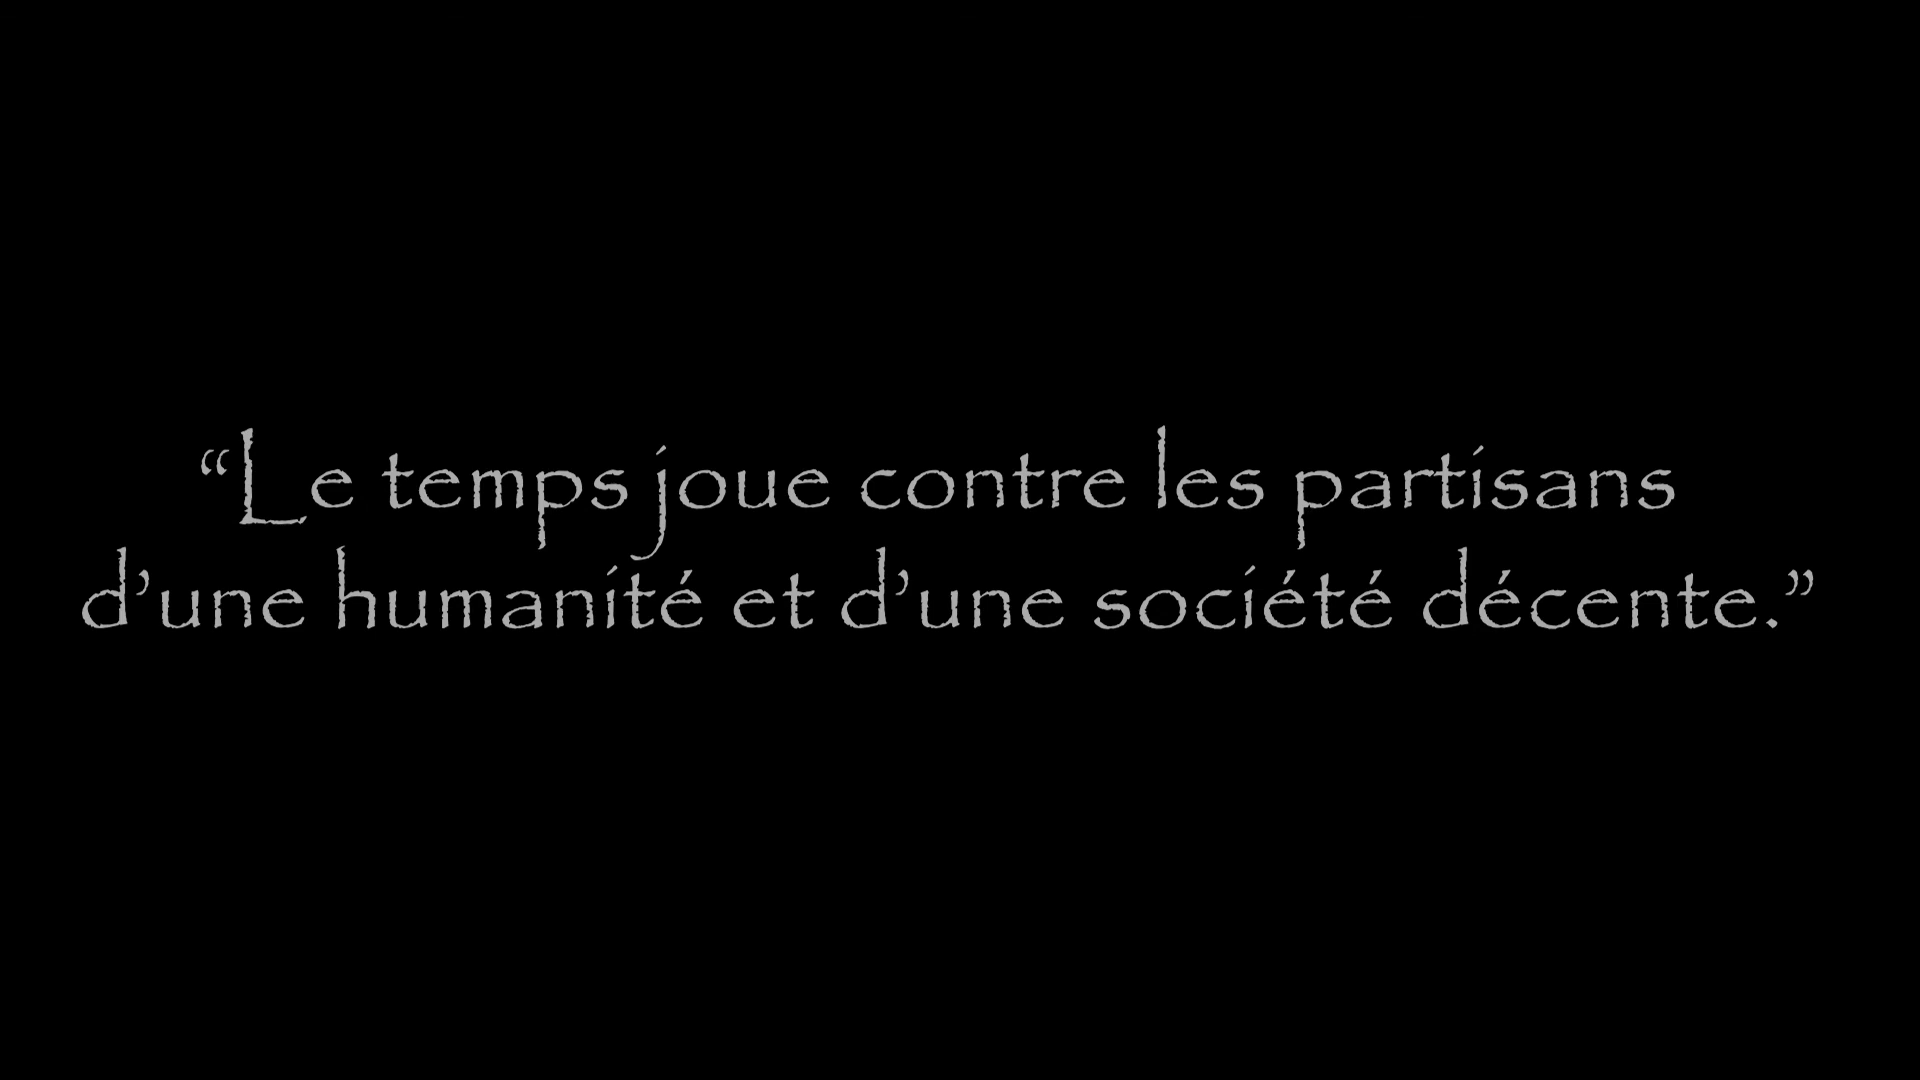 “Le temps joue contre les partisans
d’une humanité et d’une société décente.”